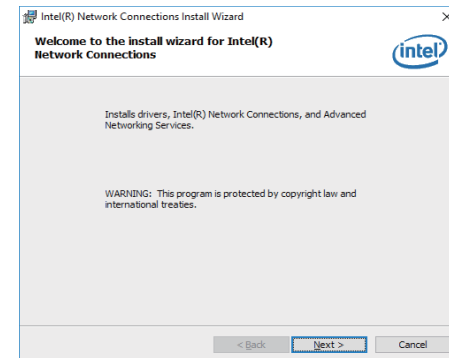 Intel(R) Network Connections Install Wizard
Welcome to the install wizard for Intel(R)
Network Connections
intel
Installs drivers, Intel(R) Network Connections, and Advanced
Networking Services.
WARNING: This program is protected by copyright law and
international treaties.
< Back Next > Cancel